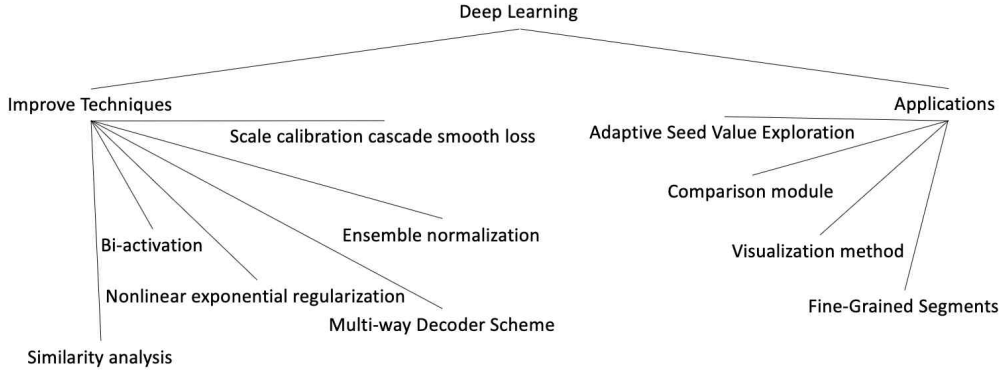 Deep Learning
Improve Techniques
Applications
Scale calibration cascade smooth loss
Adaptive Seed Value Exploration
Comparison module
Ensemble normalization
Bi-activation
Visualization method
Nonlinear exponential regularization
Fine-Grained Segments
Multi-way Decoder Scheme
Similarity analysis